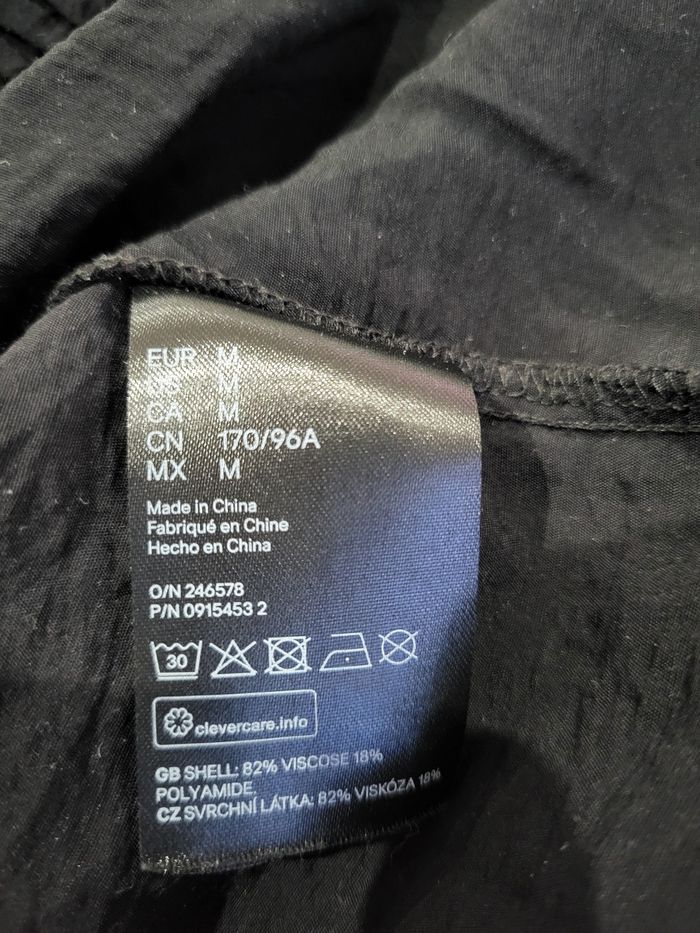 EUR M
US M
CA M
CN 170/96A
MX M
Made in China
Fabriqué en Chine
Hecho en China
O/N 246578
P/N 0915453 2
30
clevercare.info
GB SHELL: 82% VISCOSE 18%
POLYAMIDE,
CZ SVRCHNÍ LÁTKA: 82% VISKÓZA 18%